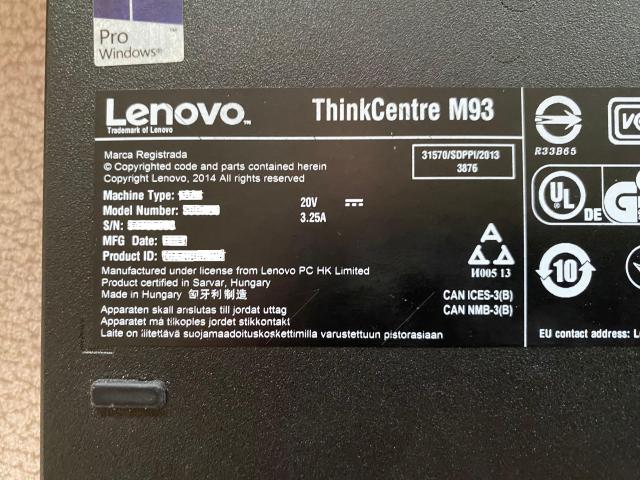 Pro
Windows®
Lenovo™
Trademark of Lenovo
ThinkCentre M93
Marca Registrada
© Copyrighted code and parts contained herein
Copyright Lenovo, 2014 All rights reserved
31570/SDPPI/2013
3876
Machine Type:
Model Number:
S/N:
MFG Date:
Product ID:
20V
3.25A
Manufactured under license from Lenovo PC HK Limited
Product certified in Sarvar, Hungary
Made in Hungary 匈牙利制造
Apparaten skall anslutas till jordat uttag
Apparatet må tilkoples jordet stikkontakt
Laite on liitettävä suojamaadoituskoskettimilla varustettuun pistorasiaan
И005 13
CAN ICES-3(B)
CAN NMB-3(B)
R33B65
UL
DE
10
EU contact address: